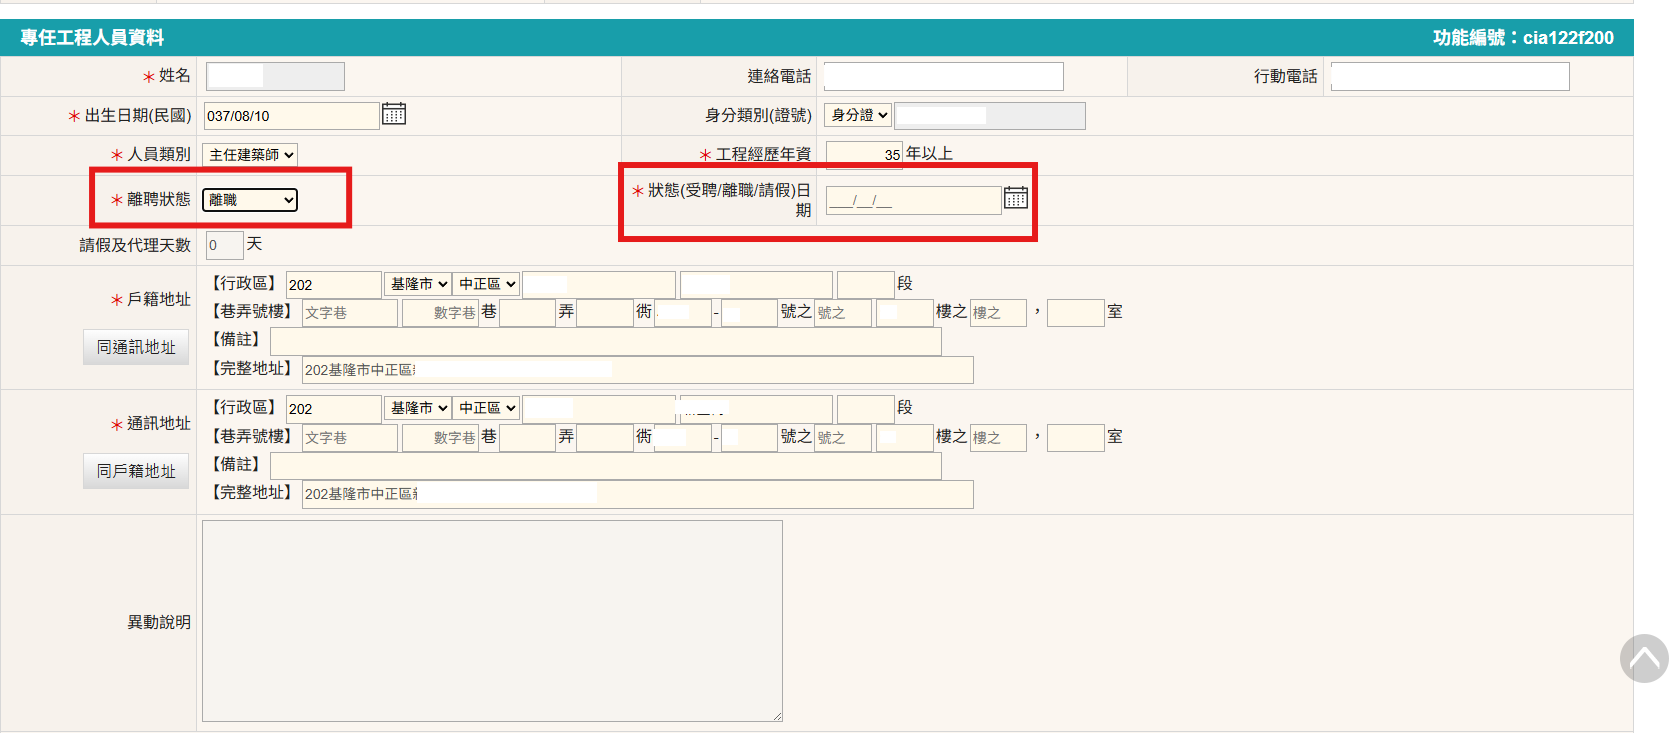 專任工程人員資料 功能編號：cia122f200
＊姓名 連絡電話 行動電話
＊出生日期(民國) 037/08/10 身分類別(證號) 身分證
＊人員類別 主任建築師 ＊工程經歷年資 35 年以上
＊離聘狀態 離職 ＊狀態(受聘/離職/請假)日
期 ___/__/__
請假及代理天數 0 天
＊戶籍地址
同通訊地址
【行政區】 202 基隆市 中正區 段
【巷弄號樓】 文字巷 數字巷 巷 弄 衖 - 號之 號之 樓之 樓之 ， 室
【備註】
【完整地址】 202基隆市中正區
＊通訊地址
同戶籍地址
【行政區】 202 基隆市 中正區 段
【巷弄號樓】 文字巷 數字巷 巷 弄 衖 - 號之 號之 樓之 樓之 ， 室
【備註】
【完整地址】 202基隆市中正區
異動說明